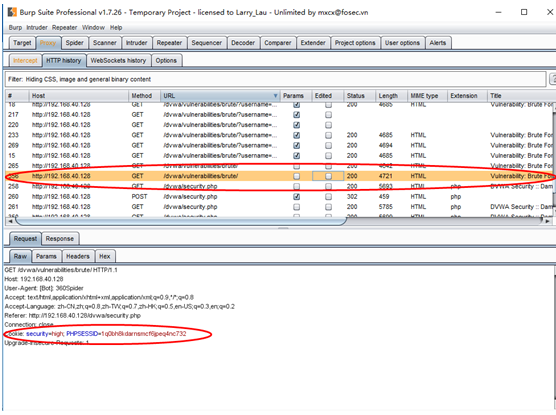 Burp Suite Professional v1.7.26 - Temporary Project - licensed to Larry_Lau - Unlimited by mxcx@fosec.vn
Burp Intruder Repeater Window Help
Target Proxy Spider Scanner Intruder Repeater Sequencer Decoder Comparer Extender Project options User options Alerts
Intercept HTTP history WebSockets history Options
Filter: Hiding CSS, image and general binary content
# Host Method URL Params Edited Status Length MIME type Extension Title
18 http://192.168.40.128 GET /dvwa/vulnerabilities/brute/?username=... 200 4685 HTML Vulnerability: Brute For
217 http://192.168.40.128 GET /dvwa/vulnerabilities/brute/?username=...
220 http://192.168.40.128 GET /dvwa/vulnerabilities/brute/?username=...
233 http://192.168.40.128 GET /dvwa/vulnerabilities/brute/?username=... 200 4685 HTML Vulnerability: Brute For
269 http://192.168.40.128 GET /dvwa/vulnerabilities/brute/?username=... 200 4694 HTML Vulnerability: Brute For
15 http://192.168.40.128 GET /dvwa/vulnerabilities/brute/?username=... 200 4685 HTML Vulnerability: Brute For
265 http://192.168.40.128 GET /dvwa/vulnerabilities/brute/ 200 HTML Vulnerability: Brute For
256 http://192.168.40.128 GET /dvwa/vulnerabilities/brute/ 200 4721 HTML Vulnerability: Brute For
258 http://192.168.40.128 GET /dvwa/security.php 200 5693 HTML php DVWA Security :: Dam
260 http://192.168.40.128 POST /dvwa/security.php 302 459 HTML php
261 http://192.168.40.128 GET /dvwa/security.php 200 5785 HTML php DVWA Security :: Dam
Request Response
Raw Params Headers Hex
GET /dvwa/vulnerabilities/brute/ HTTP/1.1
Host: 192.168.40.128
User-Agent: [Bot]: 360Spider
Accept: text/html,application/xhtml+xml,application/xml;q=0.9,*/*;q=0.8
Accept-Language: zh-CN,zh;q=0.8,zh-TW;q=0.7,zh-HK;q=0.5,en-US;q=0.3,en;q=0.2
Referer: http://192.168.40.128/dvwa/security.php
Connection: close
Cookie: security=high;
Upgrade-Insecure-Requests: 1